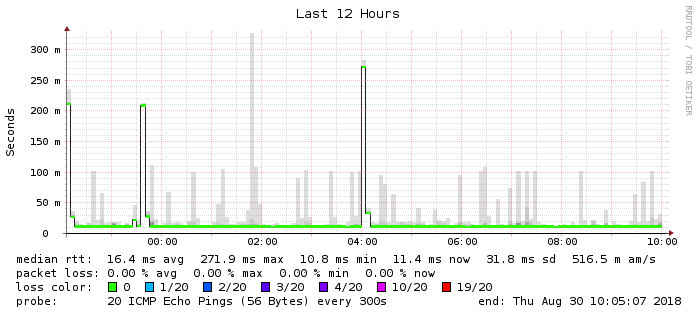 Last 12 Hours
RRDTOOL / TOBI OETIKER
Seconds
300 m
250 m
200 m
150 m
100 m
50 m
0
00:00 02:00 04:00 06:00 08:00 10:00
median rtt: 16.4 ms avg 271.9 ms max 10.8 ms min 11.4 ms now 31.8 ms sd 516.5 m am/s
packet loss: 0.00 % avg 0.00 % max 0.00 % min 0.00 % now
loss color: 0 1/20 2/20 3/20 4/20 10/20 19/20
probe: 20 ICMP Echo Pings (56 Bytes) every 300s end: Thu Aug 30 10:05:07 2018